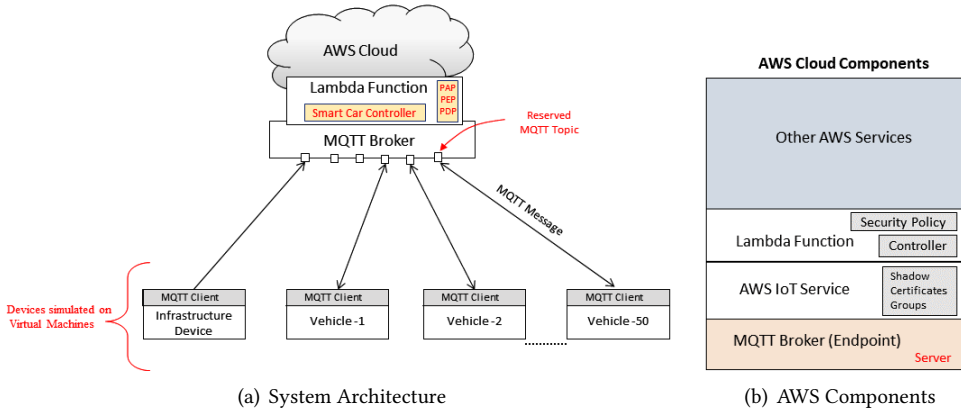 AWS Cloud
Lambda Function
PAP
PEP
PDP
Smart Car Controller
MQTT Broker
Reserved
MQTT Topic
MQTT Message
Devices simulated on
Virtual Machines
MQTT Client
Infrastructure
Device
MQTT Client
Vehicle-1
MQTT Client
Vehicle-2
MQTT Client
Vehicle-50
(a) System Architecture
AWS Cloud Components
Other AWS Services
Security Policy
Lambda Function
Controller
AWS IoT Service
Shadow
Certificates
Groups
MQTT Broker (Endpoint)
Server
(b) AWS Components